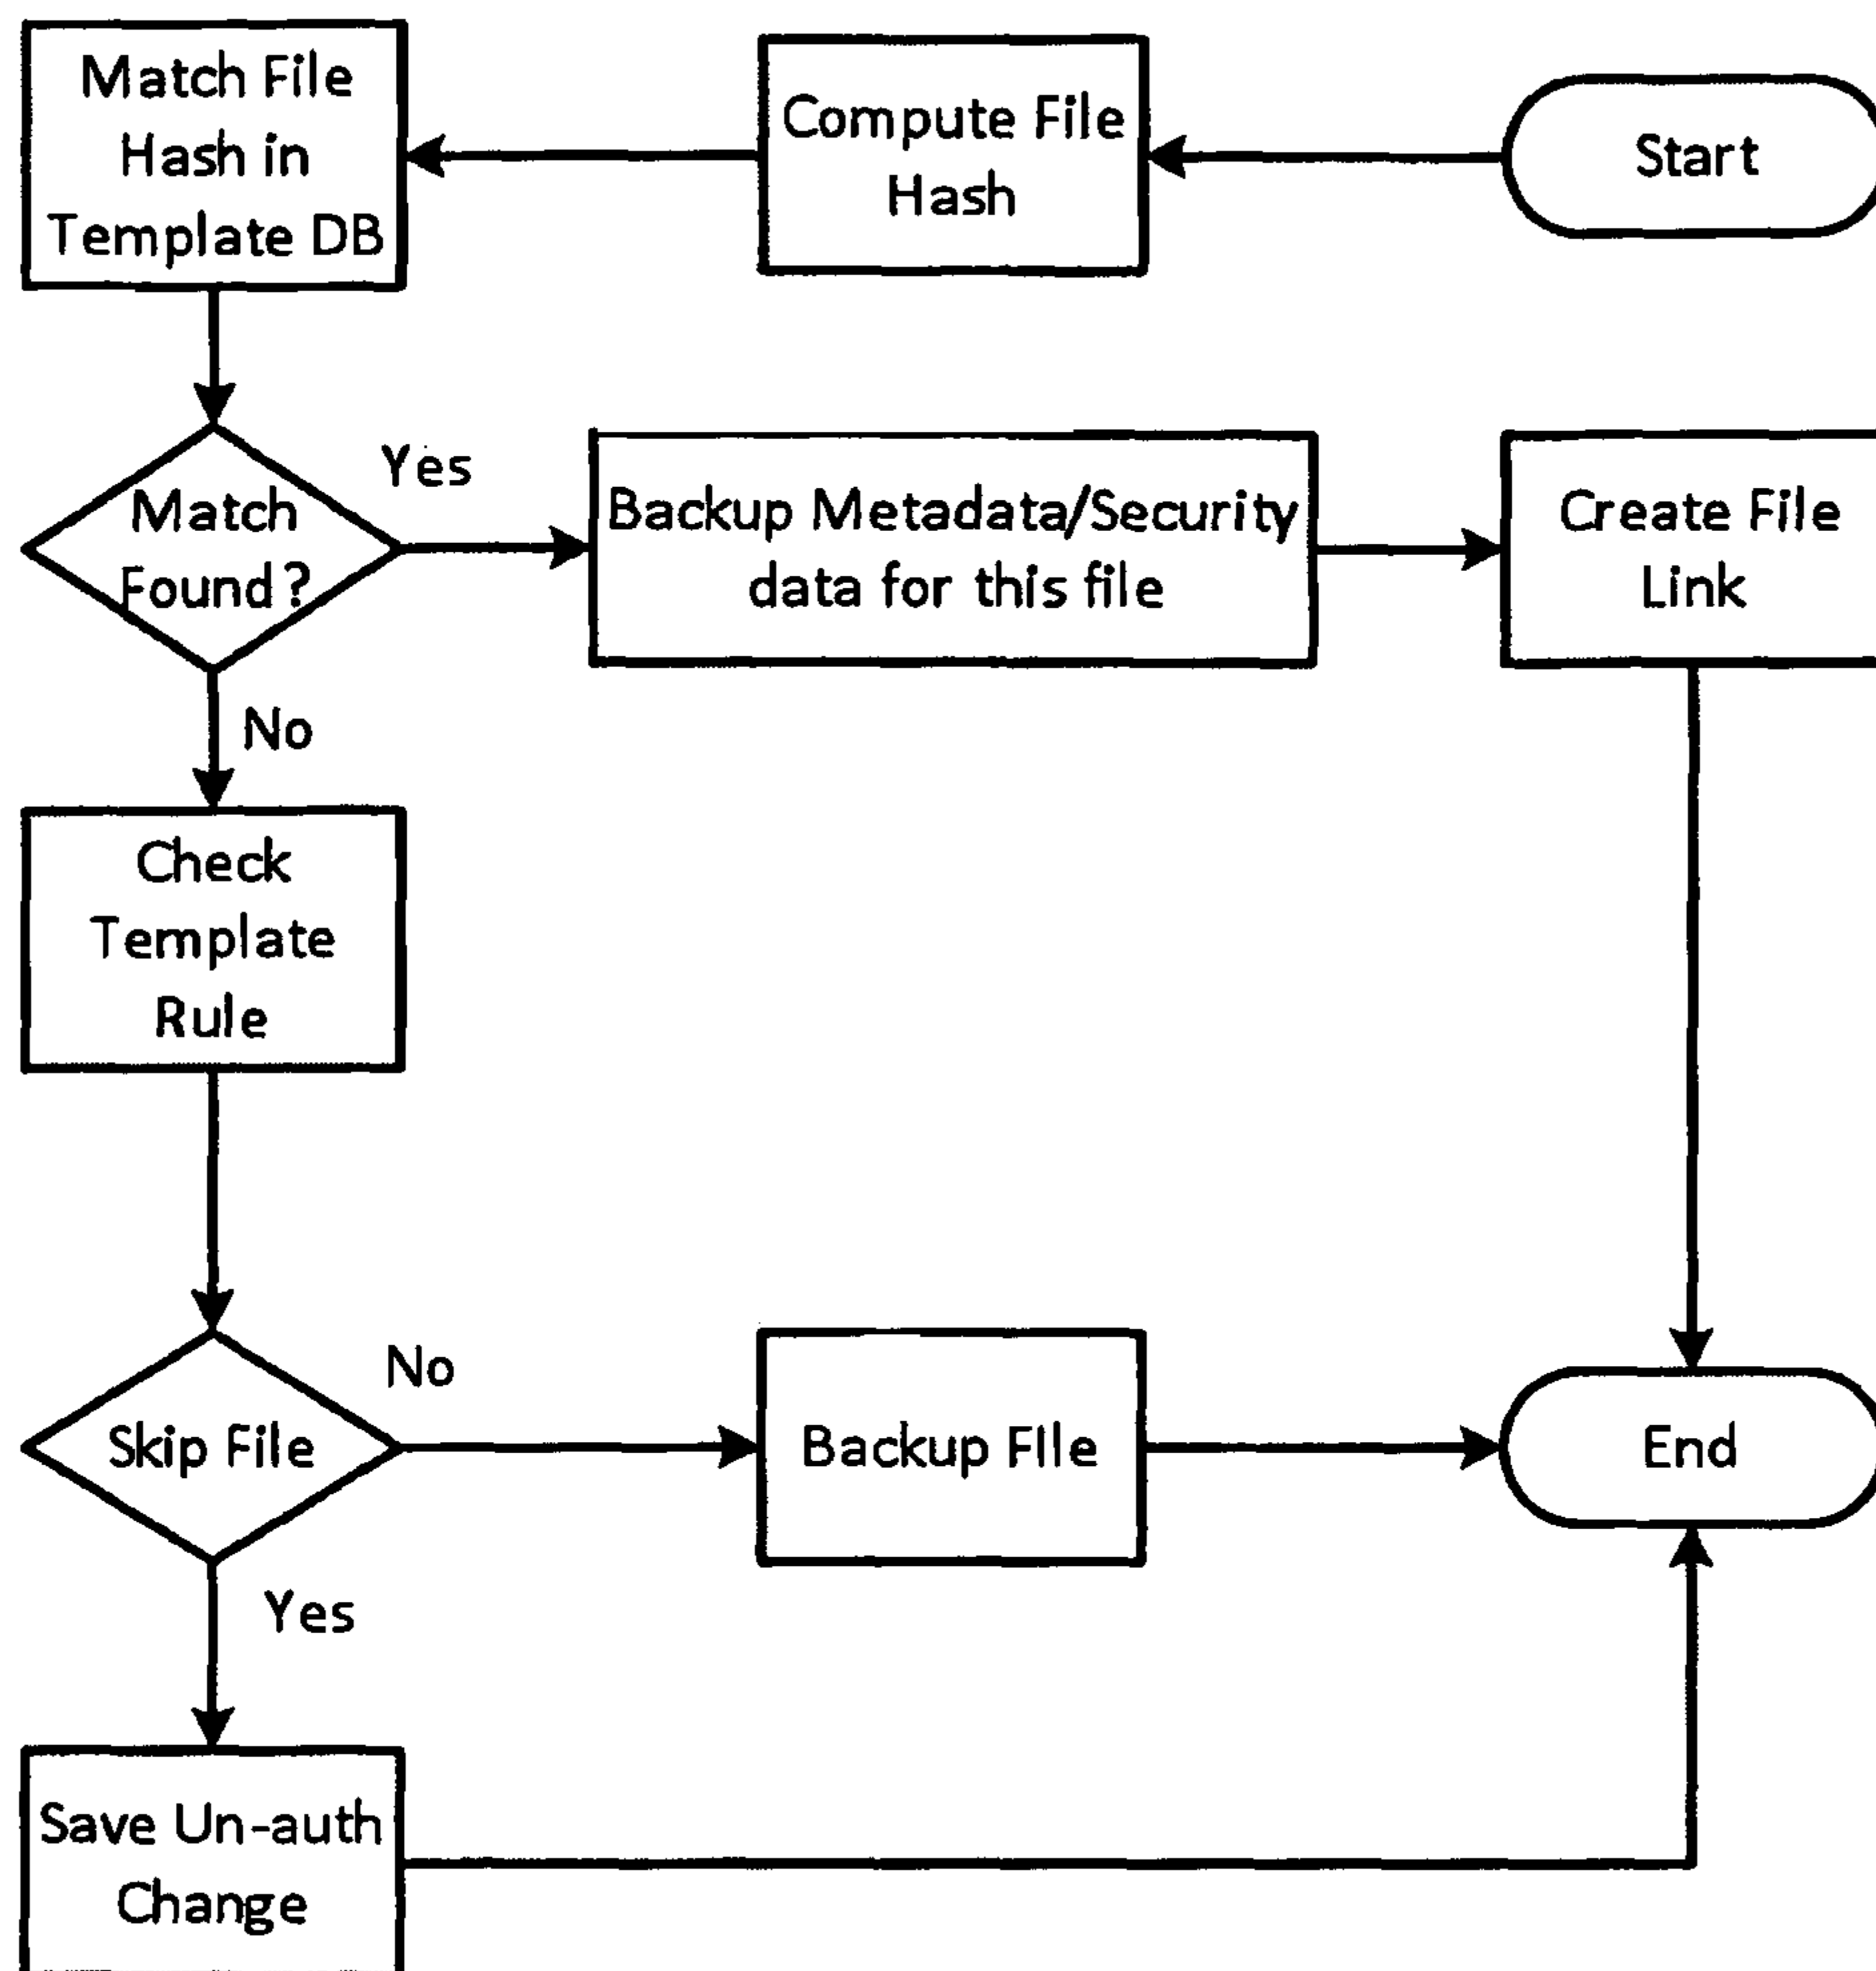 Match File
Hash in
Template DB
Compute File
Hash
Start
Match
Found?
Yes
Backup Metadata/Security
data for this file
Create File
Link
No
Check
Template
Rule
Skip File
No
Backup FIle
End
Yes
Save Un-auth
Change